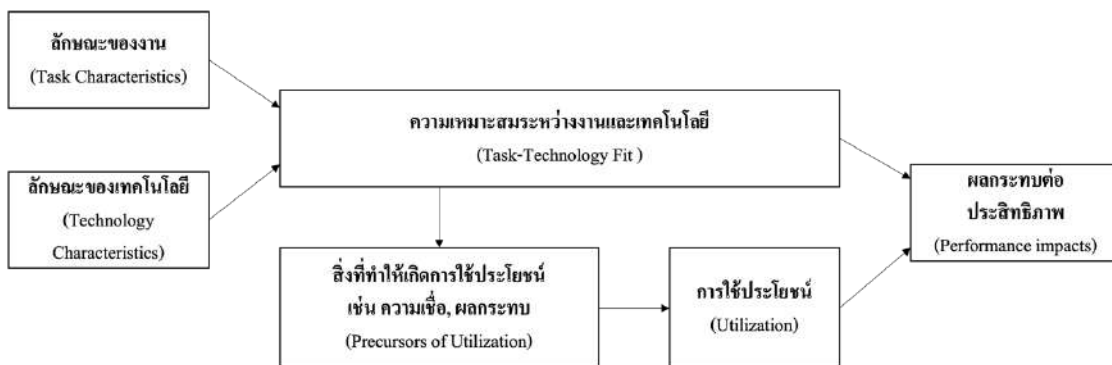 ลักษณะของงาน
(Task Characteristics)
ความเหมาะสมระหว่างงานและเทคโนโลยี
(Task-Technology Fit )
ลักษณะของเทคโนโลยี
(Technology
Characteristics)
ผลกระทบต่อ
ประสิทธิภาพ
(Performance impacts)
สิ่งที่ทำให้เกิดการใช้ประโยชน์
เช่น ความเชื่อ, ผลกระทบ
(Precursors of Utilization)
การใช้ประโยชน์
(Utilization)